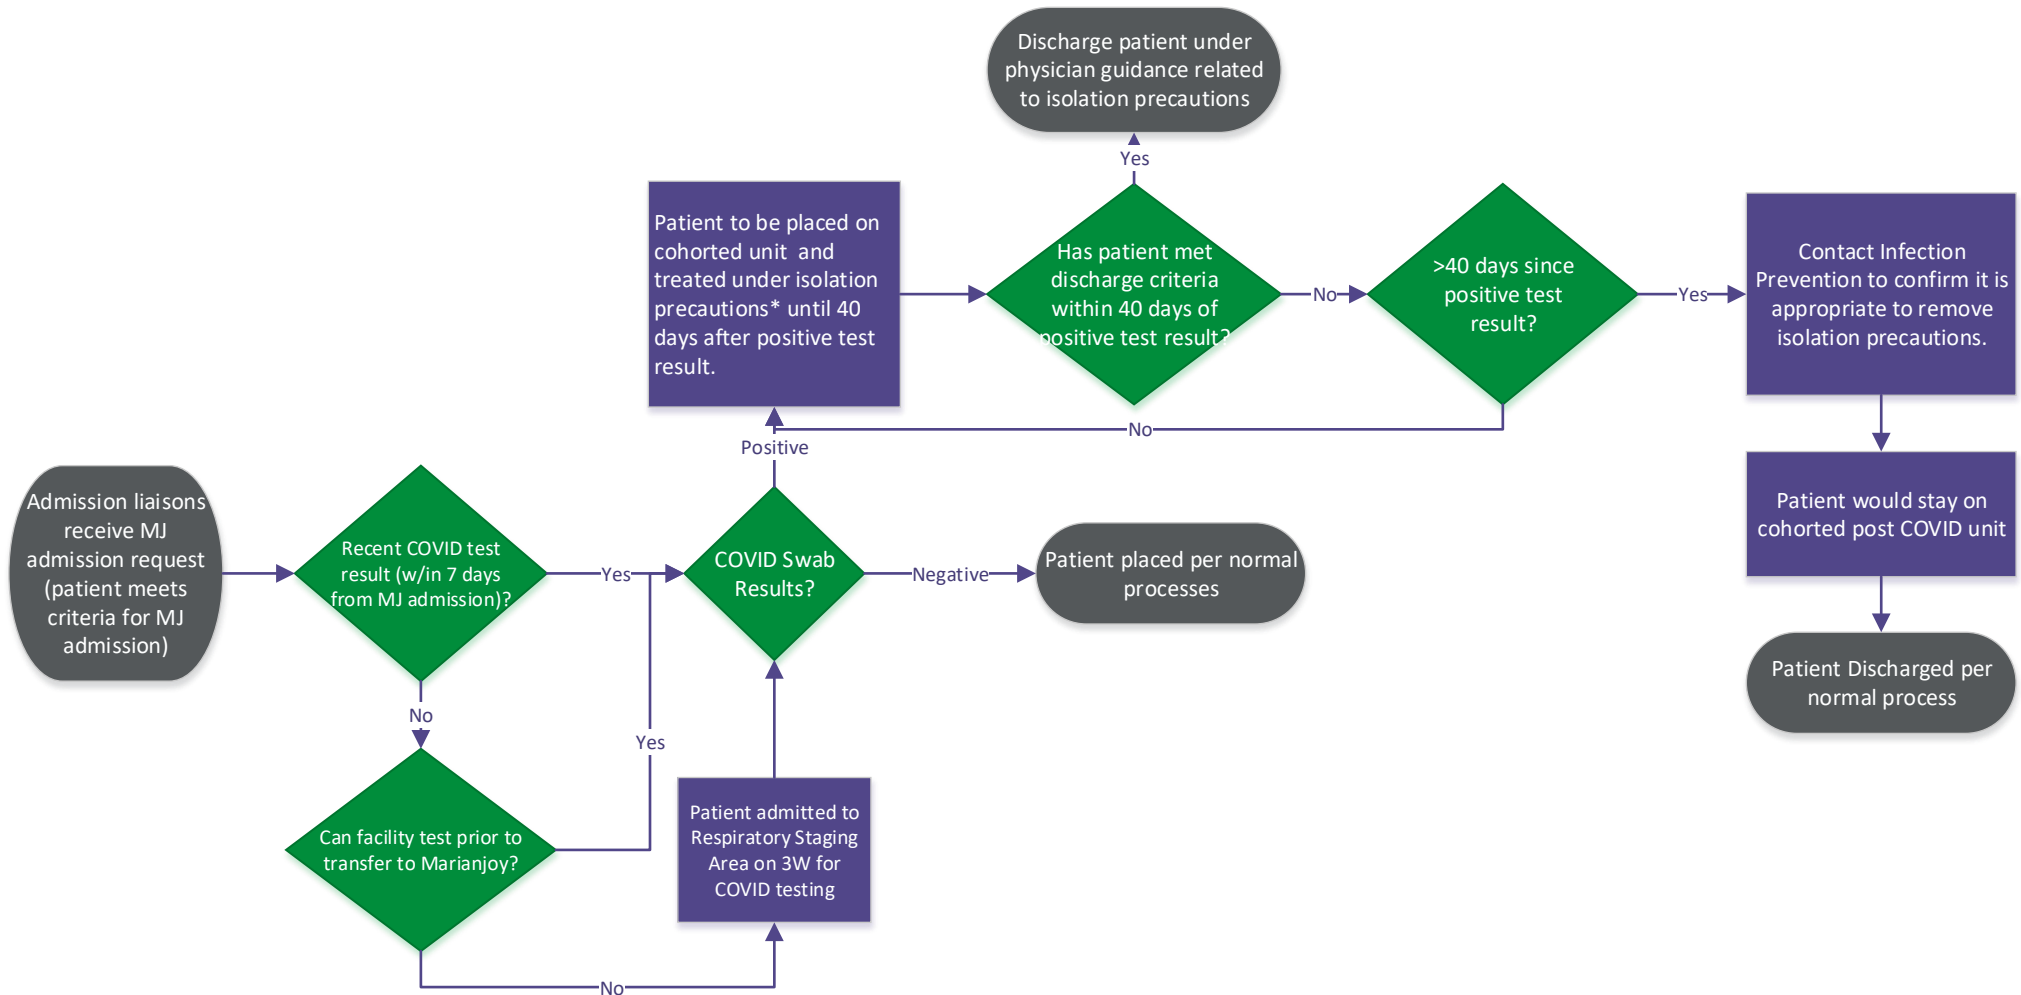 Discharge patient under
physician guidance related
to isolation precautions
Yes
Patient to be placed on
cohorted unit and
treated under isolation
precautions* until 40
days after positive test
result.
Has patient met
discharge criteria
within 40 days of
positive test result?
No
>40 days since
positive test
result?
Yes
Contact Infection
Prevention to confirm it is
appropriate to remove
isolation precautions.
No
Positive
Admission liaisons
receive MJ
admission request
(patient meets
criteria for MJ
admission)
Recent COVID test
result (w/in 7 days
from MJ admission)?
Yes
COVID Swab
Results?
Negative
Patient placed per normal
processes
Patient would stay on
cohorted post COVID unit
Patient Discharged per
normal process
No
Yes
Can facility test prior to
transfer to Marianjoy?
Patient admitted to
Respiratory Staging
Area on 3W for
COVID testing
No